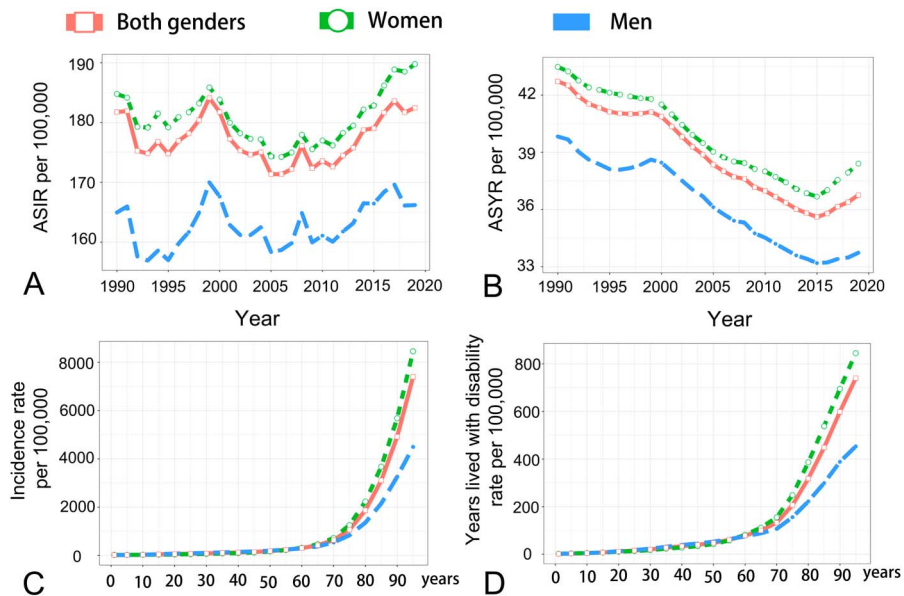 Both genders Women Men
ASIR per 100,000
190
180
170
160
1990 1995 2000 2005 2010 2015 2020
A
Year
ASYR per 100,000
42
39
36
33
1990 1995 2000 2005 2010 2015 2020
B
Year
Incidence rate
per 100,000
8000
6000
4000
2000
0
0 10 20 30 40 50 60 70 80 90 years
C
Years lived with disability
rate per 100,000
800
600
400
200
0
0 10 20 30 40 50 60 70 80 90 years
D